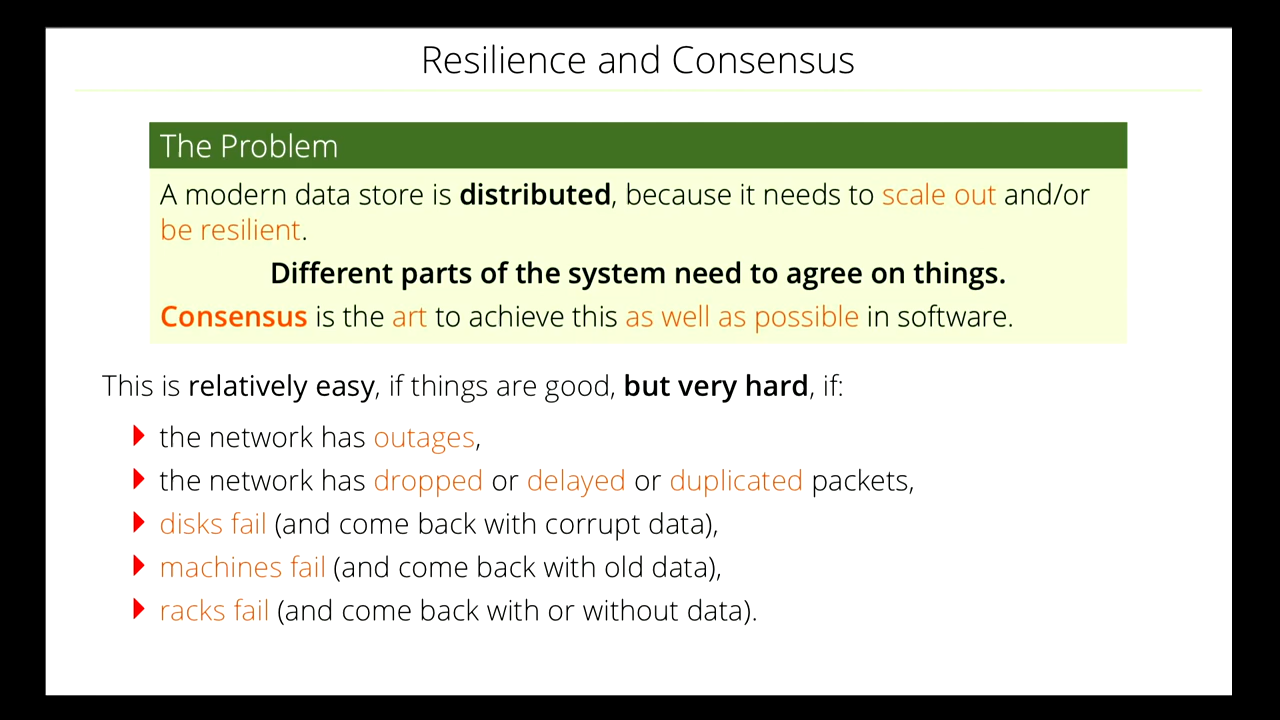 Resilience and Consensus
The Problem
A modern data store is distributed, because it needs to scale out and/or
be resilient.
Different parts of the system need to agree on things.
Consensus is the art to achieve this as well as possible in software.
This is relatively easy, if things are good, but very hard, if:
the network has outages,
the network has dropped or delayed or duplicated packets,
disks fail (and come back with corrupt data),
machines fail (and come back with old data),
racks fail (and come back with or without data).